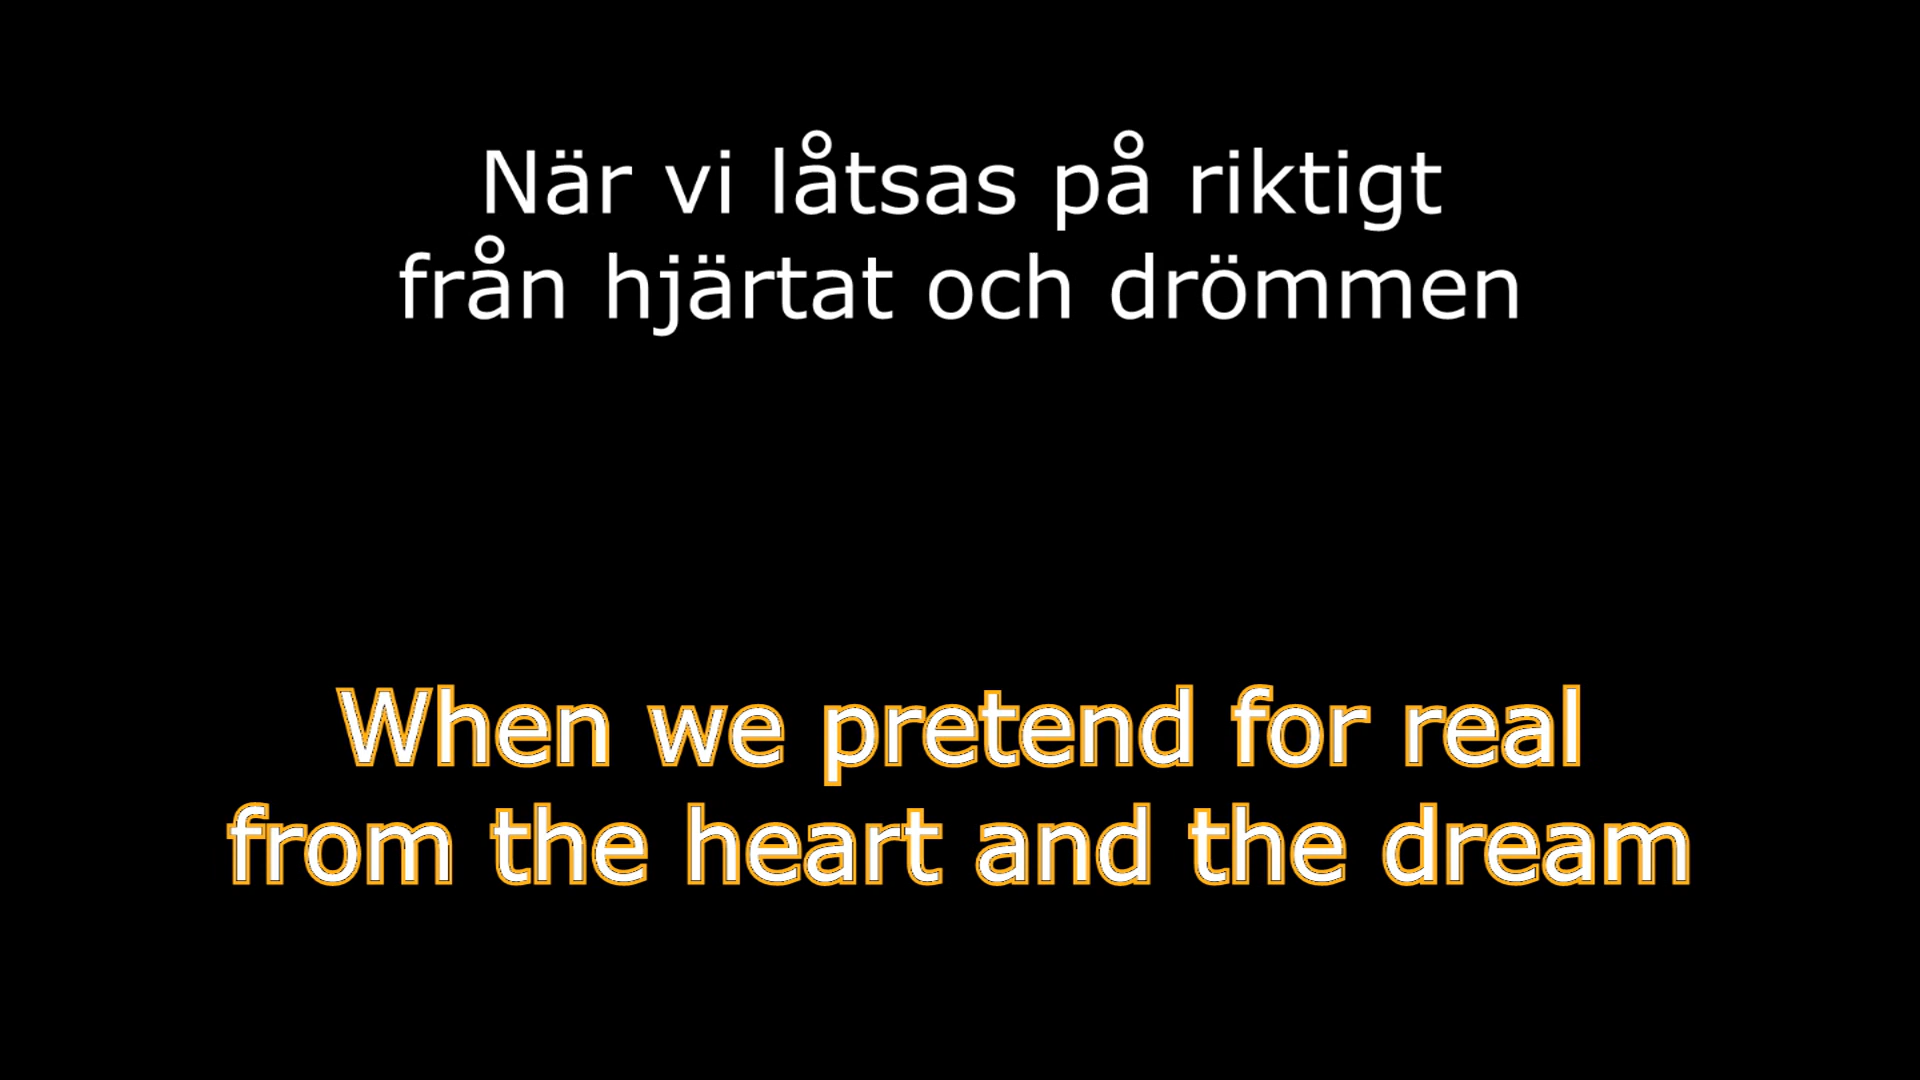 När vi låtsas på riktigt
från hjärtat och drömmen
When we pretend for real
from the heart and the dream